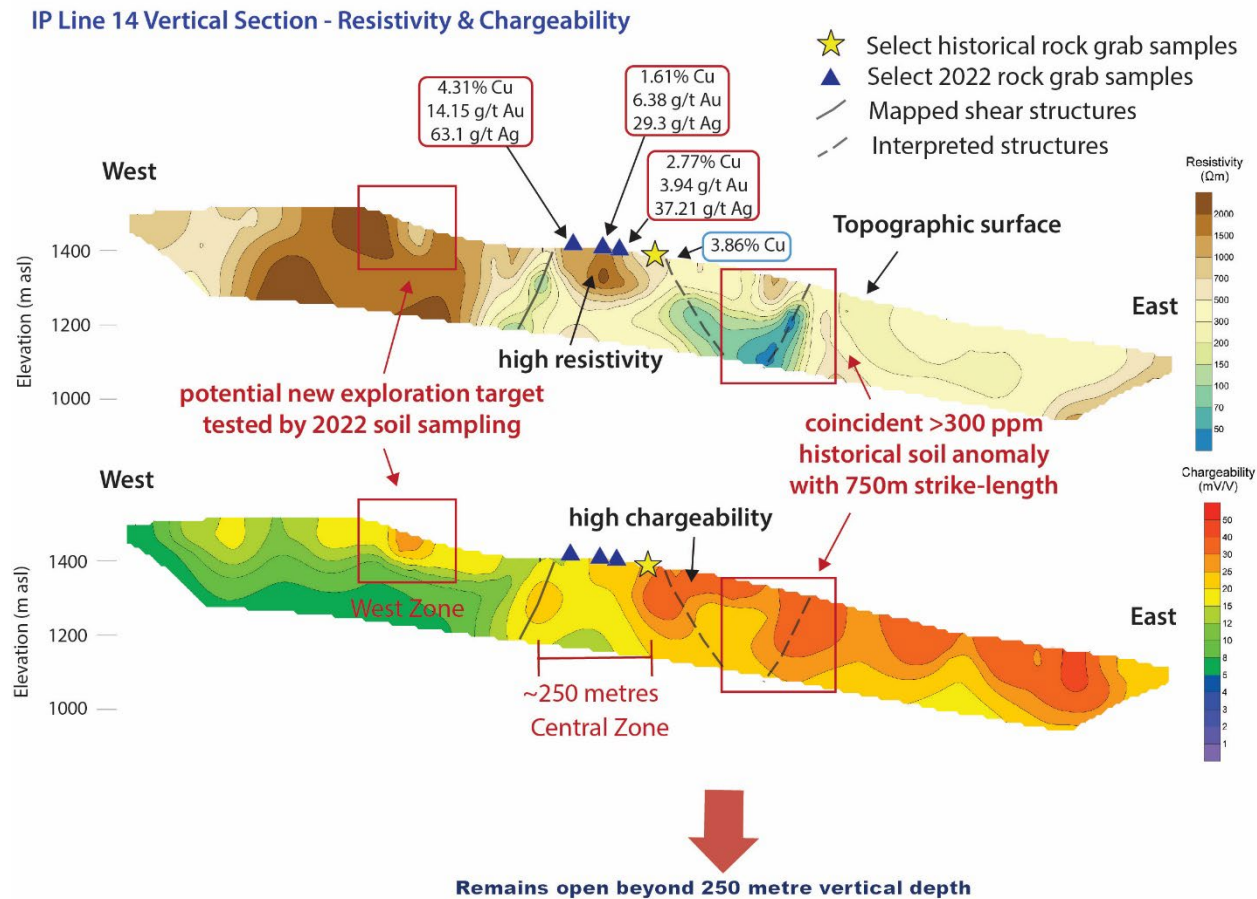 IP Line 14 Vertical Section - Resistivity & Chargeability
Select historical rock grab samples
Select 2022 rock grab samples
Mapped shear structures
Interpreted structures
4.31% Cu
14.15 g/t Au
63.1 g/t Ag
1.61% Cu
6.38 g/t Au
29.3 g/t Ag
2.77% Cu
3.94 g/t Au
37.21 g/t Ag
3.86% Cu
West
Topographic surface
East
Elevation (m asl)
1400
1200
1000
high resistivity
potential new exploration target
tested by 2022 soil sampling
coincident >300 ppm
historical soil anomaly
with 750m strike-length
Resistivity
(Ωm)
2000
1000
700
500
300
200
150
100
70
50
West
high chargeability
East
Elevation (m asl)
1400
1200
1000
West Zone
~250 metres
Central Zone
Chargeability
(mV/V)
50
40
30
25
20
15
12
10
8
6
5
4
3
2
1
Remains open beyond 250 metre vertical depth